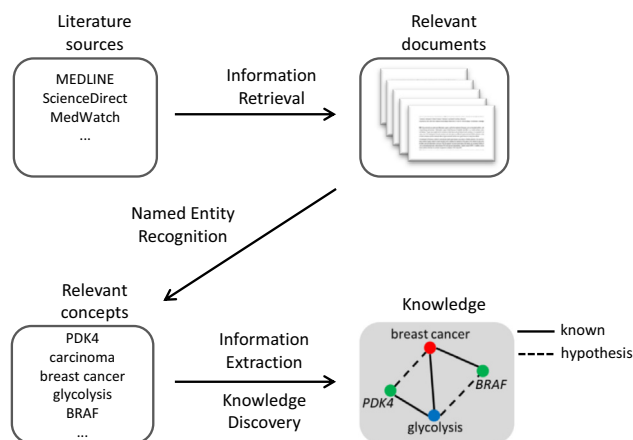 Literature
sources
MEDLINE
ScienceDirect
MedWatch
...
Information
Retrieval
Relevant
documents
Named Entity
Recognition
Relevant
concepts
PDK4
carcinoma
breast cancer
glycolysis
BRAF
...
Information
Extraction
Knowledge
Discovery
Knowledge
breast cancer
PDK4
BRAF
glycolysis
known
hypothesis